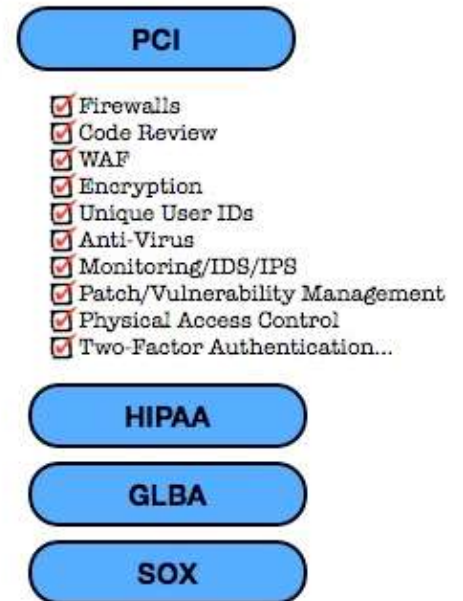 PCI
Firewalls
Code Review
WAF
Encryption
Unique User IDs
Anti-Virus
Monitoring/IDS/IPS
Patch/Vulnerability Management
Physical Access Control
Two-Factor Authentication...
HIPAA
GLBA
SOX